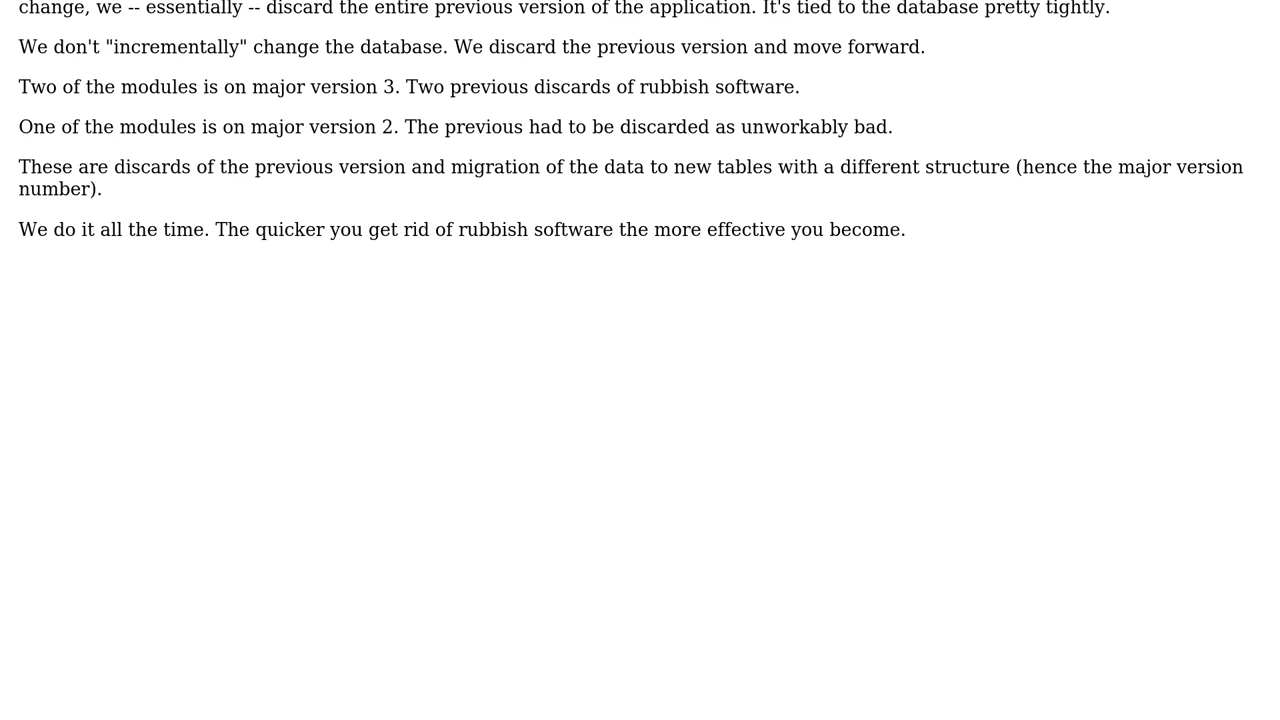 change, we -- essentially -- discard the entire previous version of the application. It's tied to the database pretty tightly.
We don't "incrementally" change the database. We discard the previous version and move forward.
Two of the modules is on major version 3. Two previous discards of rubbish software.
One of the modules is on major version 2. The previous had to be discarded as unworkably bad.
These are discards of the previous version and migration of the data to new tables with a different structure (hence the major version
number).
We do it all the time. The quicker you get rid of rubbish software the more effective you become.